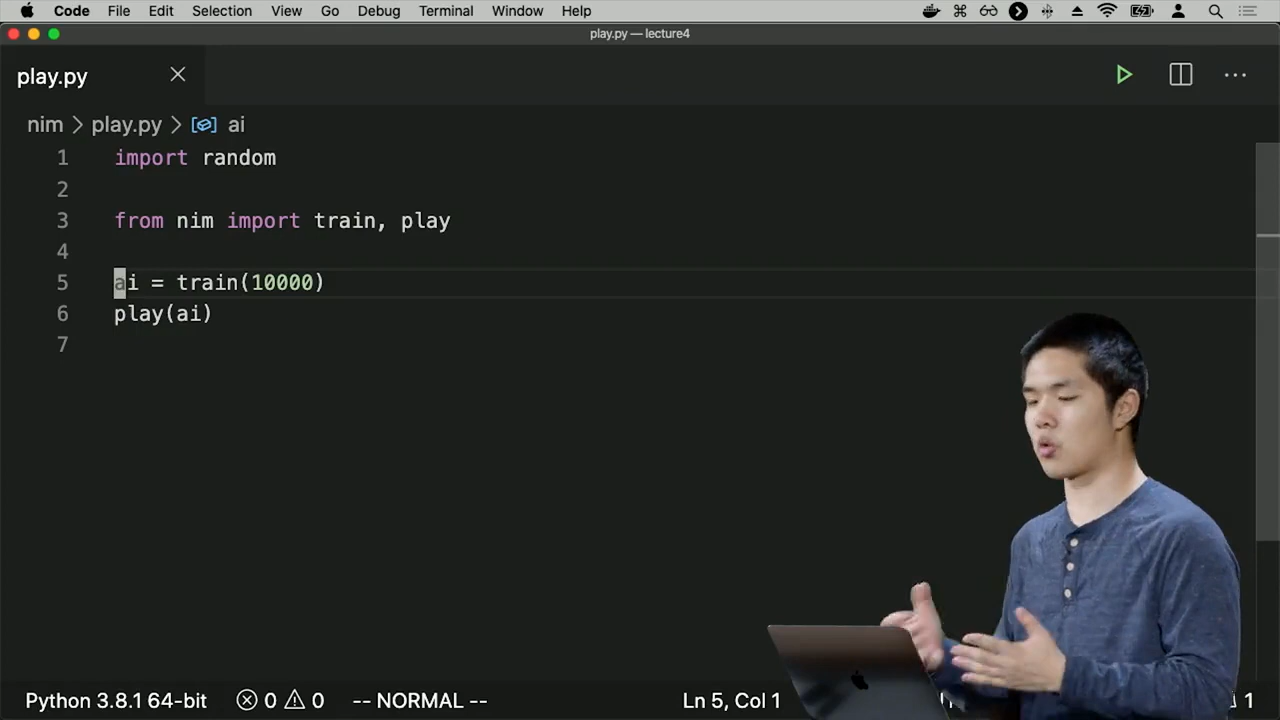 Code File Edit Selection View Go Debug Terminal Window Help
play.py — lecture4
play.py
nim > play.py > ai
1 import random
2
3 from nim import train, play
4
5 ai = train(10000)
6 play(ai)
7
Python 3.8.1 64-bit 0 0 -- NORMAL -- Ln 5, Col 1 1